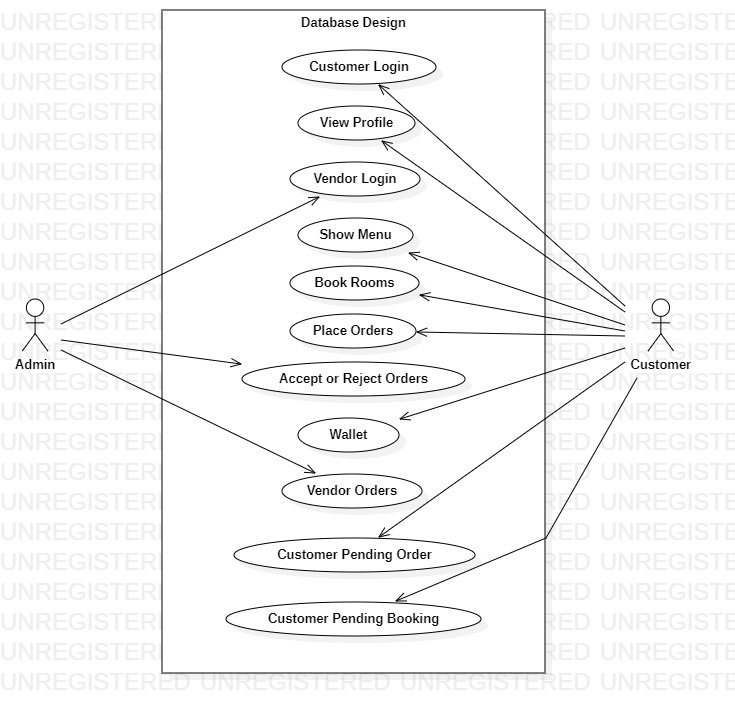 Database Design
Customer Login
View Profile
Vendor Login
Show Menu
Book Rooms
Place Orders
Accept or Reject Orders
Wallet
Vendor Orders
Customer Pending Order
Customer Pending Booking
Admin
Customer
UNREGISTERED UNREGISTERED UNREGISTERED UNREGISTE